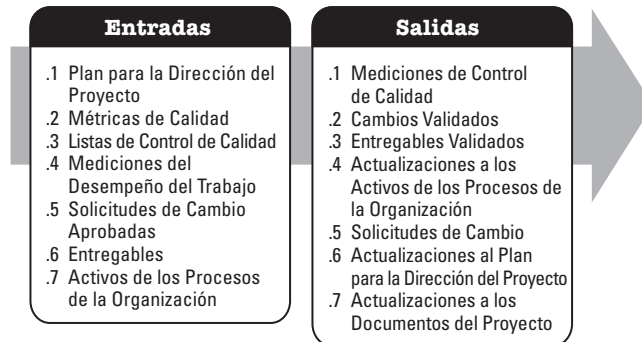 Entradas
.1 Plan para la Dirección del
Proyecto
.2 Métricas de Calidad
.3 Listas de Control de Calidad
.4 Mediciones del
Desempeño del Trabajo
.5 Solicitudes de Cambio
Aprobadas
.6 Entregables
.7 Activos de los Procesos
de la Organización
Salidas
.1 Mediciones de Control
de Calidad
.2 Cambios Validados
.3 Entregables Validados
.4 Actualizaciones a los
Activos de los Procesos de
la Organización
.5 Solicitudes de Cambio
.6 Actualizaciones al Plan
para la Dirección del Proyecto
.7 Actualizaciones a los
Documentos del Proyecto